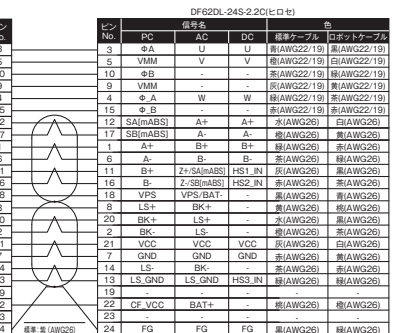 DF62DL-24S-2.2C(ヒロセ)
ピン No. 信号名 色
PC AC DC 標準ケーブル ロボットケーブル
3 ΦA U U 青(AWG22/19) 黒(AWG22/19)
5 VMM V V 橙(AWG22/19) 白(AWG22/19)
10 ΦB - - 茶(AWG22/19) 緑(AWG22/19)
9 VMM - - 灰(AWG22/19) 黄(AWG22/19)
4 Φ_A W W 緑(AWG22/19) 赤(AWG22/19)
15 Φ_B - - 赤(AWG22/19) 茶(AWG22/19)
12 SA[mABS] A+ A+ 水(AWG26) 白(AWG26)
17 SB[mABS] A- A- 橙(AWG26) 黄(AWG26)
1 A+ B+ B+ 緑(AWG26) 赤(AWG26)
6 A- B- B- 茶(AWG26) 緑(AWG26)
11 B+ Z+/SA[mABS] HS1_IN 灰(AWG26) 黒(AWG26)
16 B- Z-/SB[mABS] HS2_IN 赤(AWG26) 茶(AWG26)
18 VPS VPS/BAT- - 黒(AWG26) 青(AWG26)
8 LS+ BK+ - 黄(AWG26) 桃(AWG26)
20 BK+ LS+ - 水(AWG26) 黒(AWG26)
2 BK- LS- - 橙(AWG26) 茶(AWG26)
21 VCC VCC VCC 灰(AWG26) 白(AWG26)
7 GND GND GND 赤(AWG26) 黄(AWG26)
14 LS- BK- - 茶(AWG26) 赤(AWG26)
13 LS_GND LS_GND HS3_IN 緑(AWG26) 緑(AWG26)
19 - - - - -
22 CF_VCC BAT+ - 桃(AWG26) 橙(AWG26)
23 - - - - -
標準:紫(AWG26) 24 FG FG FG 黒(AWG26) 緑(AWG26)